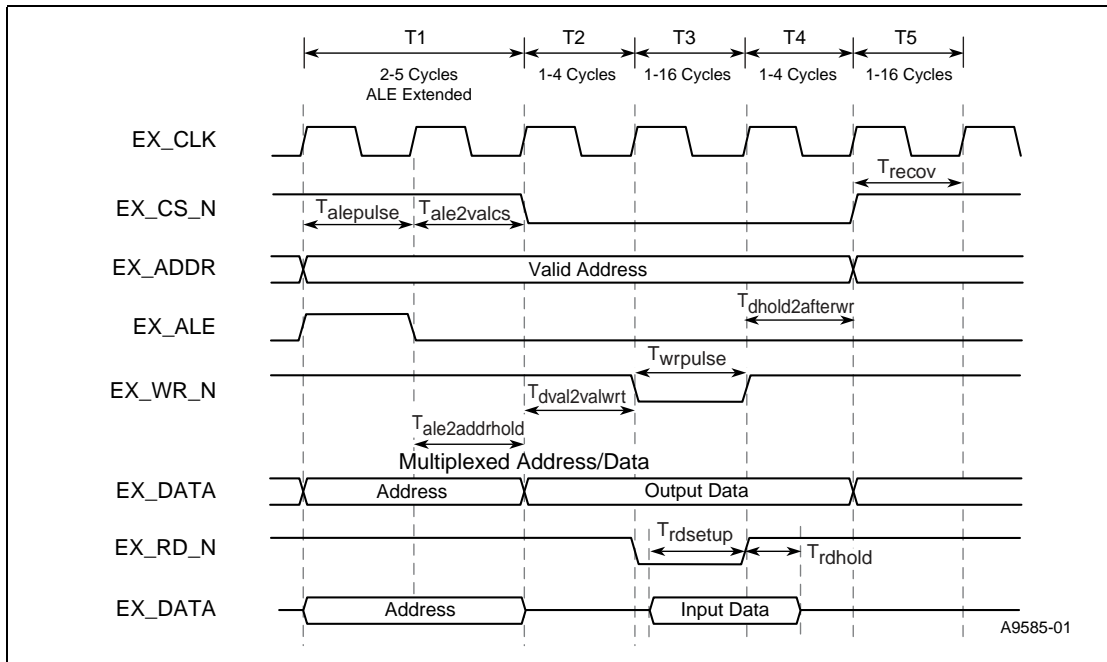 T1 T2 T3 T4 T5
2-5 Cycles 1-4 Cycles 1-16 Cycles 1-4 Cycles 1-16 Cycles
ALE Extended
EX_CLK
Trecov
EX_CS_N
Talepulse Tale2valcs
EX_ADDR Valid Address
Tdhold2afterwr
EX_ALE
Twrpulse
EX_WR_N
Tdval2valwrt
Tale2addrhold
Multiplexed Address/Data
EX_DATA Address Output Data
EX_RD_N Trdsetup Trdhold
EX_DATA Address Input Data
A9585-01